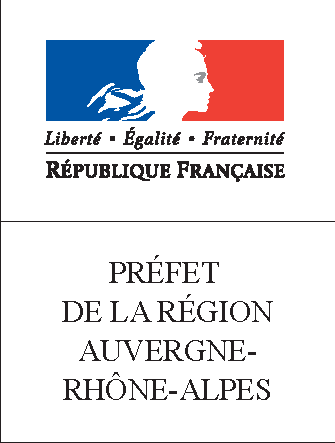 Liberté • Égalité • Fraternité
RÉPUBLIQUE FRANÇAISE
PRÉFET
DE LA RÉGION
AUVERGNE-
RHÔNE-ALPES